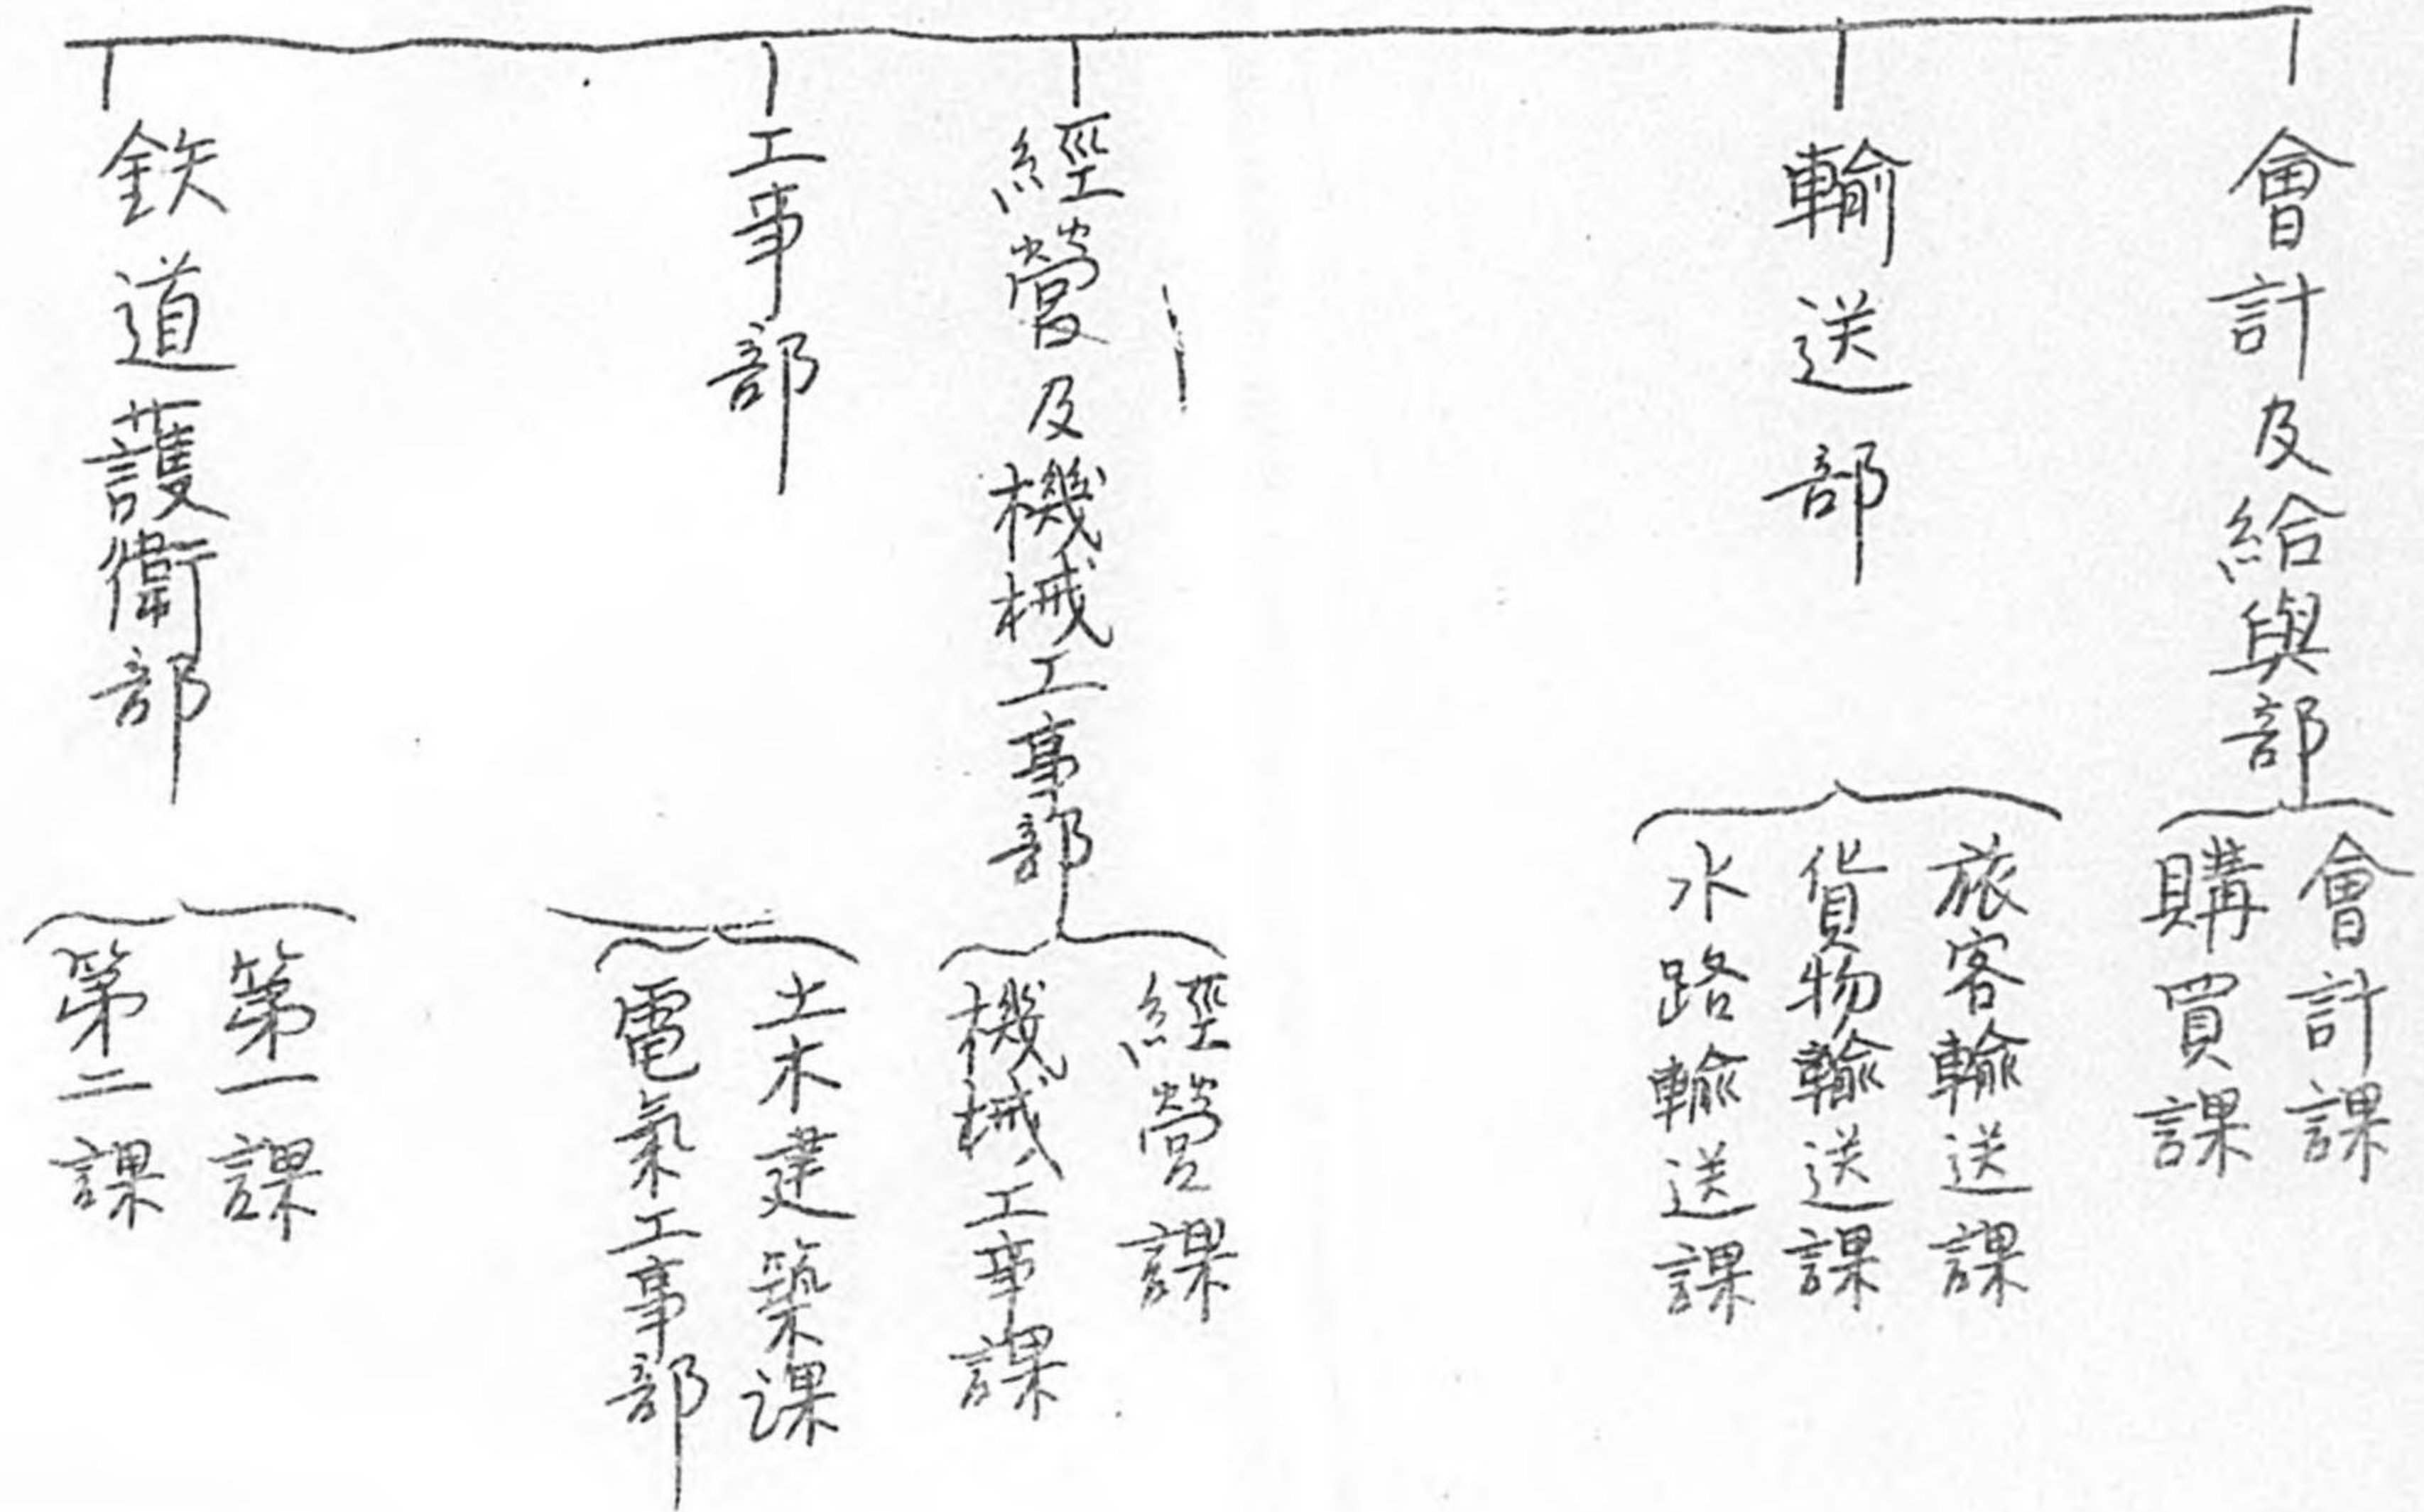 會計及給與部
會計課
購買課
輸送部
旅客輸送課
貨物輸送課
水路輸送課
經營及機械工事部
經營課
機械工事課
工事部
土木建築課
電氣工事部
鉄道護衛部
第一課
第二課